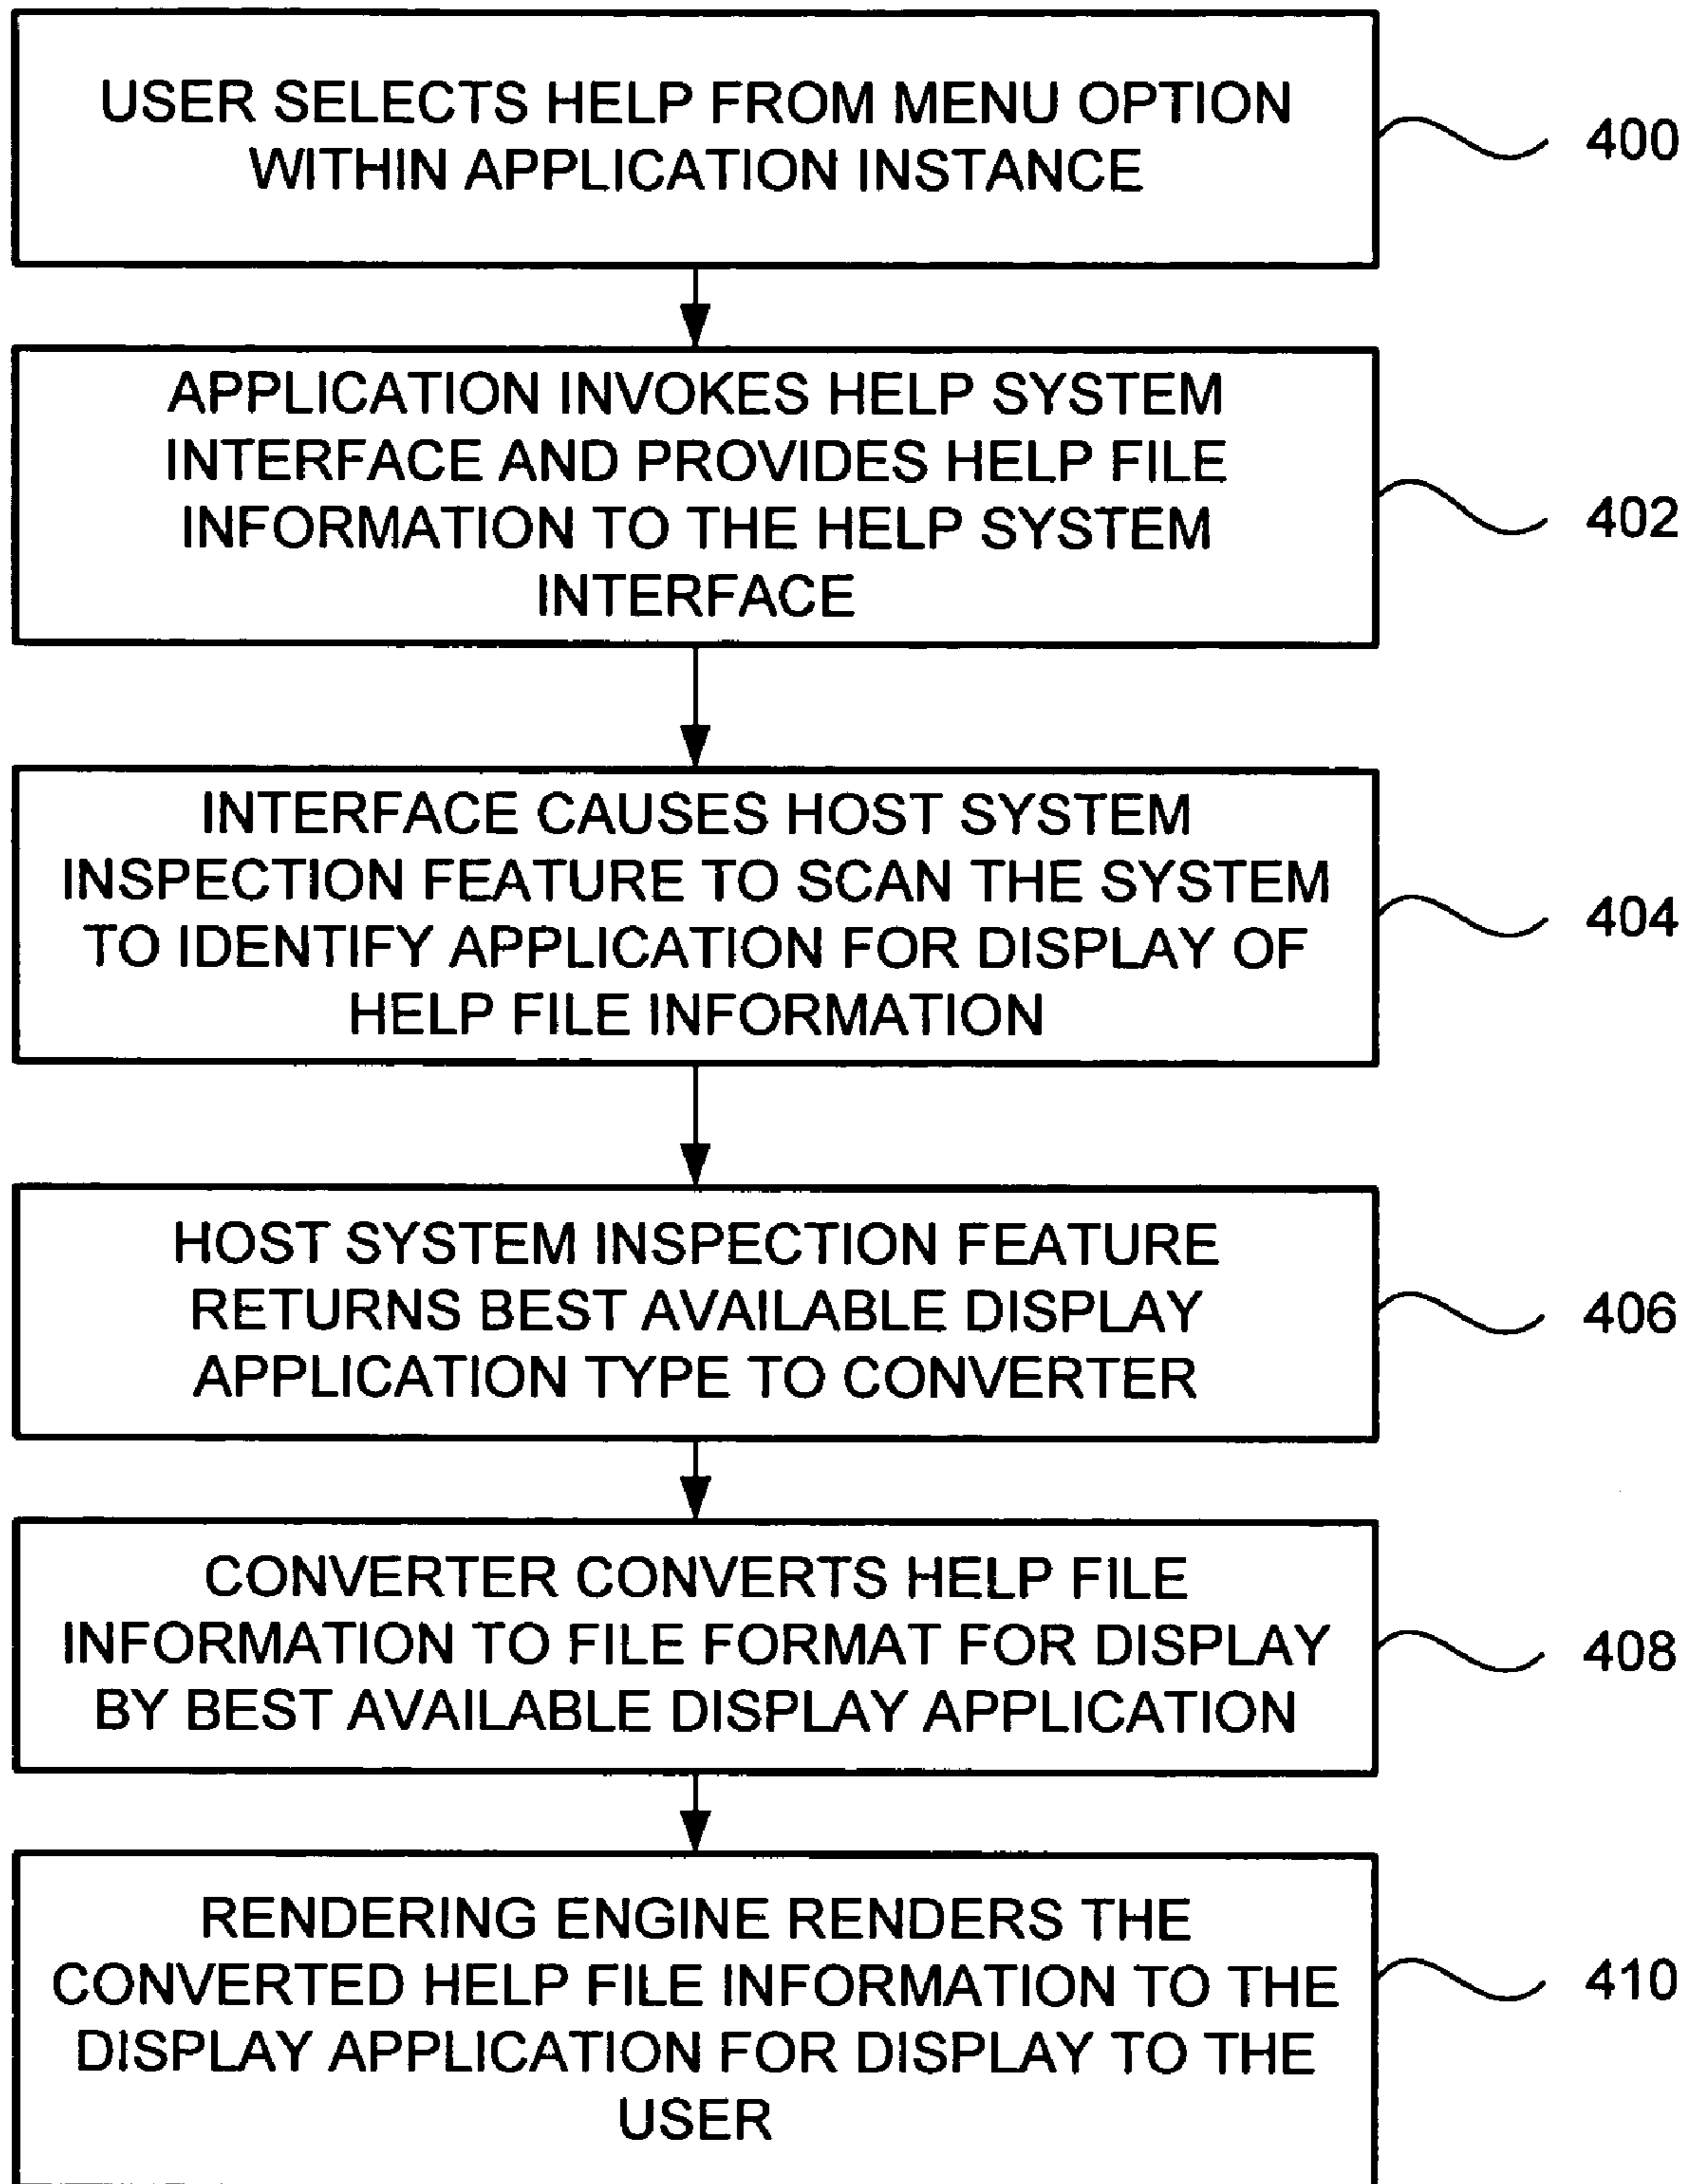 USER SELECTS HELP FROM MENU OPTION
WITHIN APPLICATION INSTANCE
400
APPLICATION INVOKES HELP SYSTEM
INTERFACE AND PROVIDES HELP FILE
INFORMATION TO THE HELP SYSTEM
INTERFACE
402
INTERFACE CAUSES HOST SYSTEM
INSPECTION FEATURE TO SCAN THE SYSTEM
TO IDENTIFY APPLICATION FOR DISPLAY OF
HELP FILE INFORMATION
404
HOST SYSTEM INSPECTION FEATURE
RETURNS BEST AVAILABLE DISPLAY
APPLICATION TYPE TO CONVERTER
406
CONVERTER CONVERTS HELP FILE
INFORMATION TO FILE FORMAT FOR DISPLAY
BY BEST AVAILABLE DISPLAY APPLICATION
408
RENDERING ENGINE RENDERS THE
CONVERTED HELP FILE INFORMATION TO THE
DISPLAY APPLICATION FOR DISPLAY TO THE
USER
410